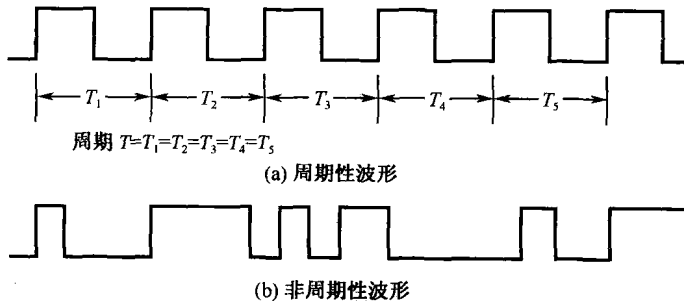 T₁ T₂ T₃ T₄ T₅
周期 T=T₁=T₂=T₃=T₄=T₅
(a) 周期性波形
(b) 非周期性波形